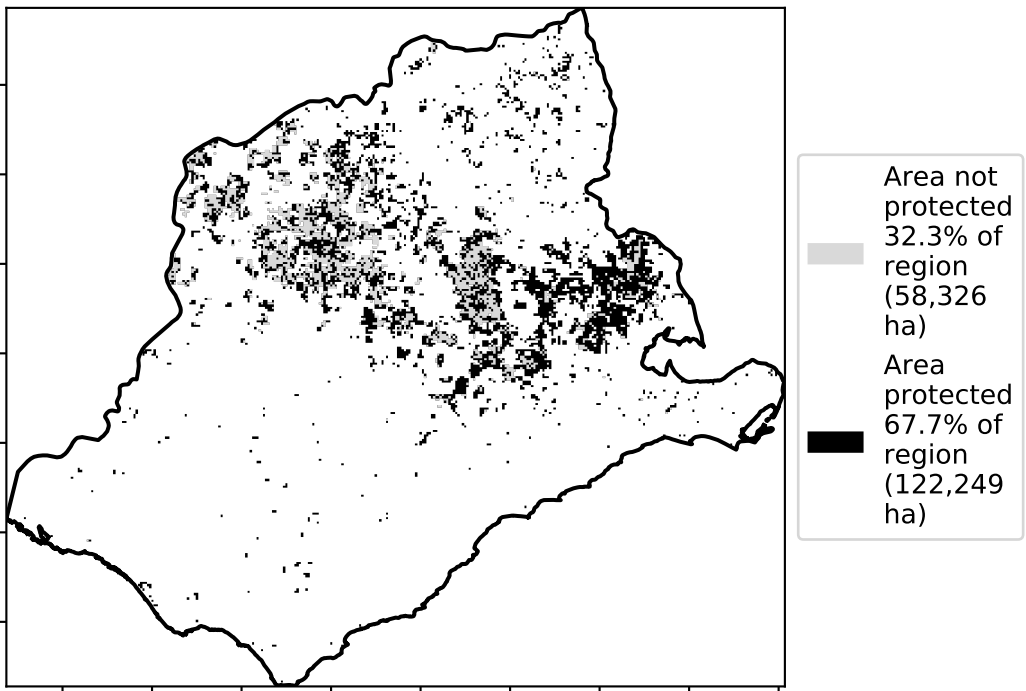 Area not
protected
32.3% of
region
(58,326
ha)
Area
protected
67.7% of
region
(122,249
ha)